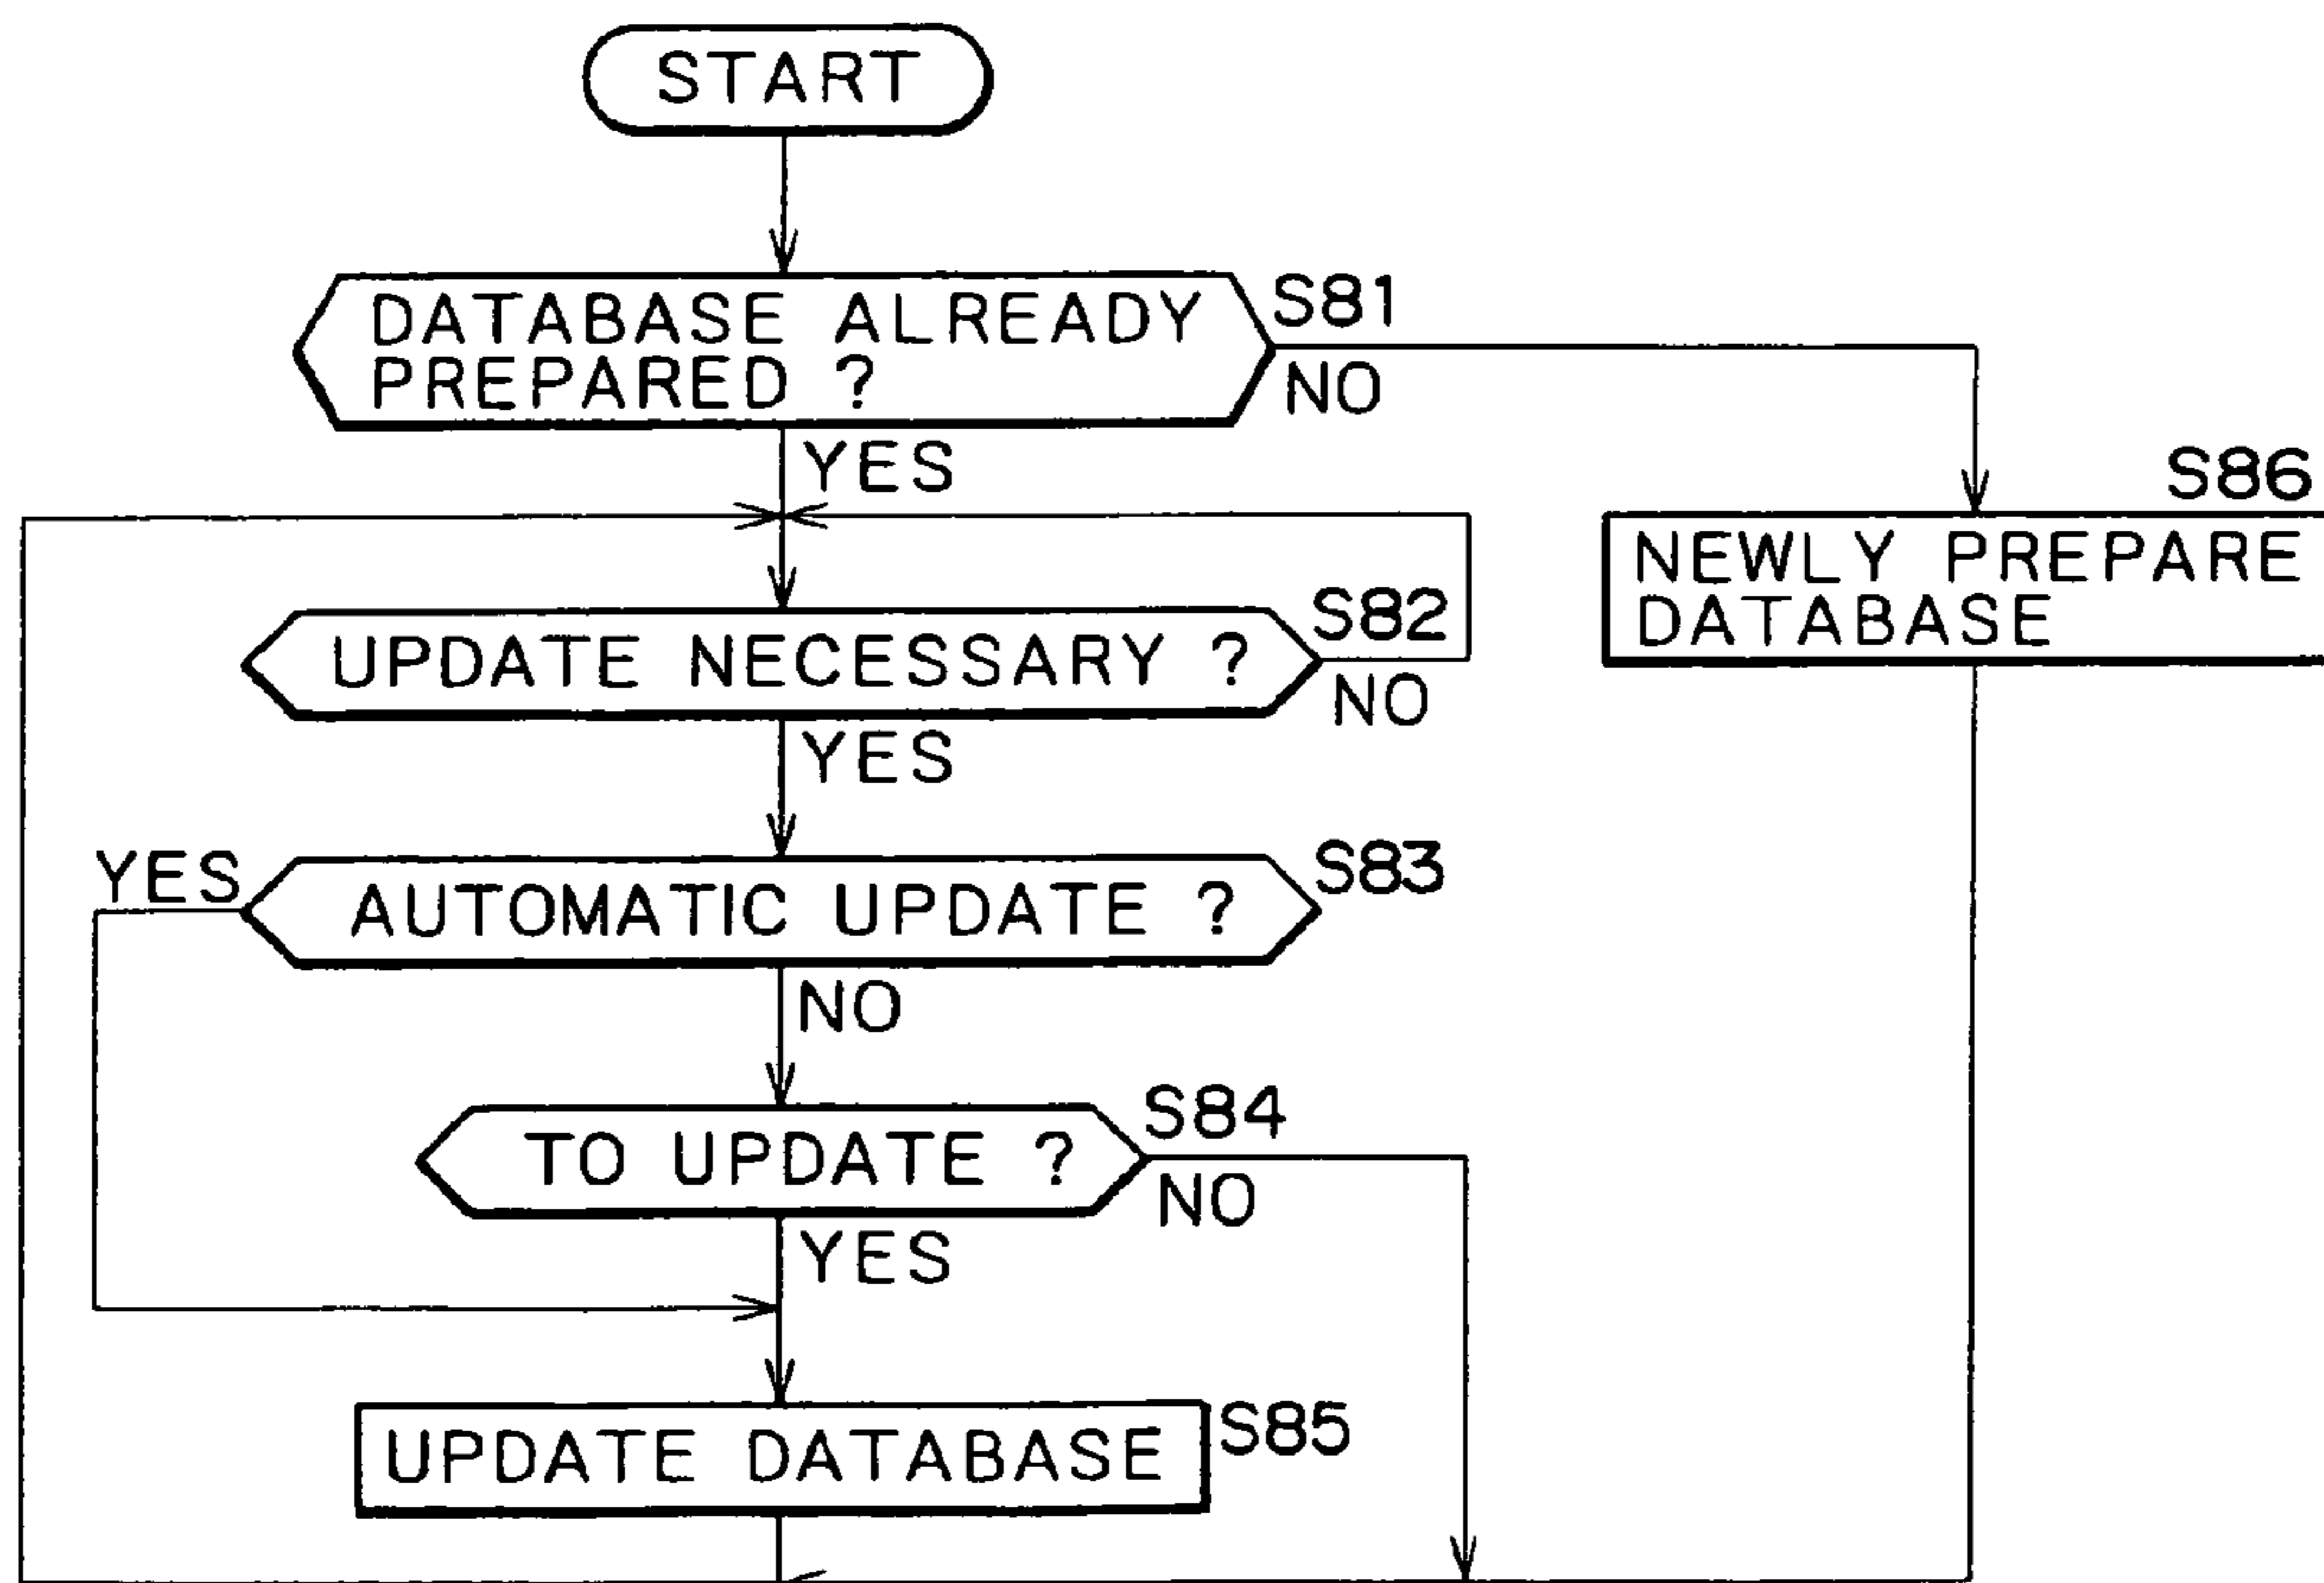 START
DATABASE ALREADY
PREPARED ?
S81
NO
YES
S86
NEWLY PREPARE
DATABASE
UPDATE NECESSARY ?
S82
NO
YES
YES
AUTOMATIC UPDATE ?
S83
NO
TO UPDATE ?
S84
NO
YES
UPDATE DATABASE
S85